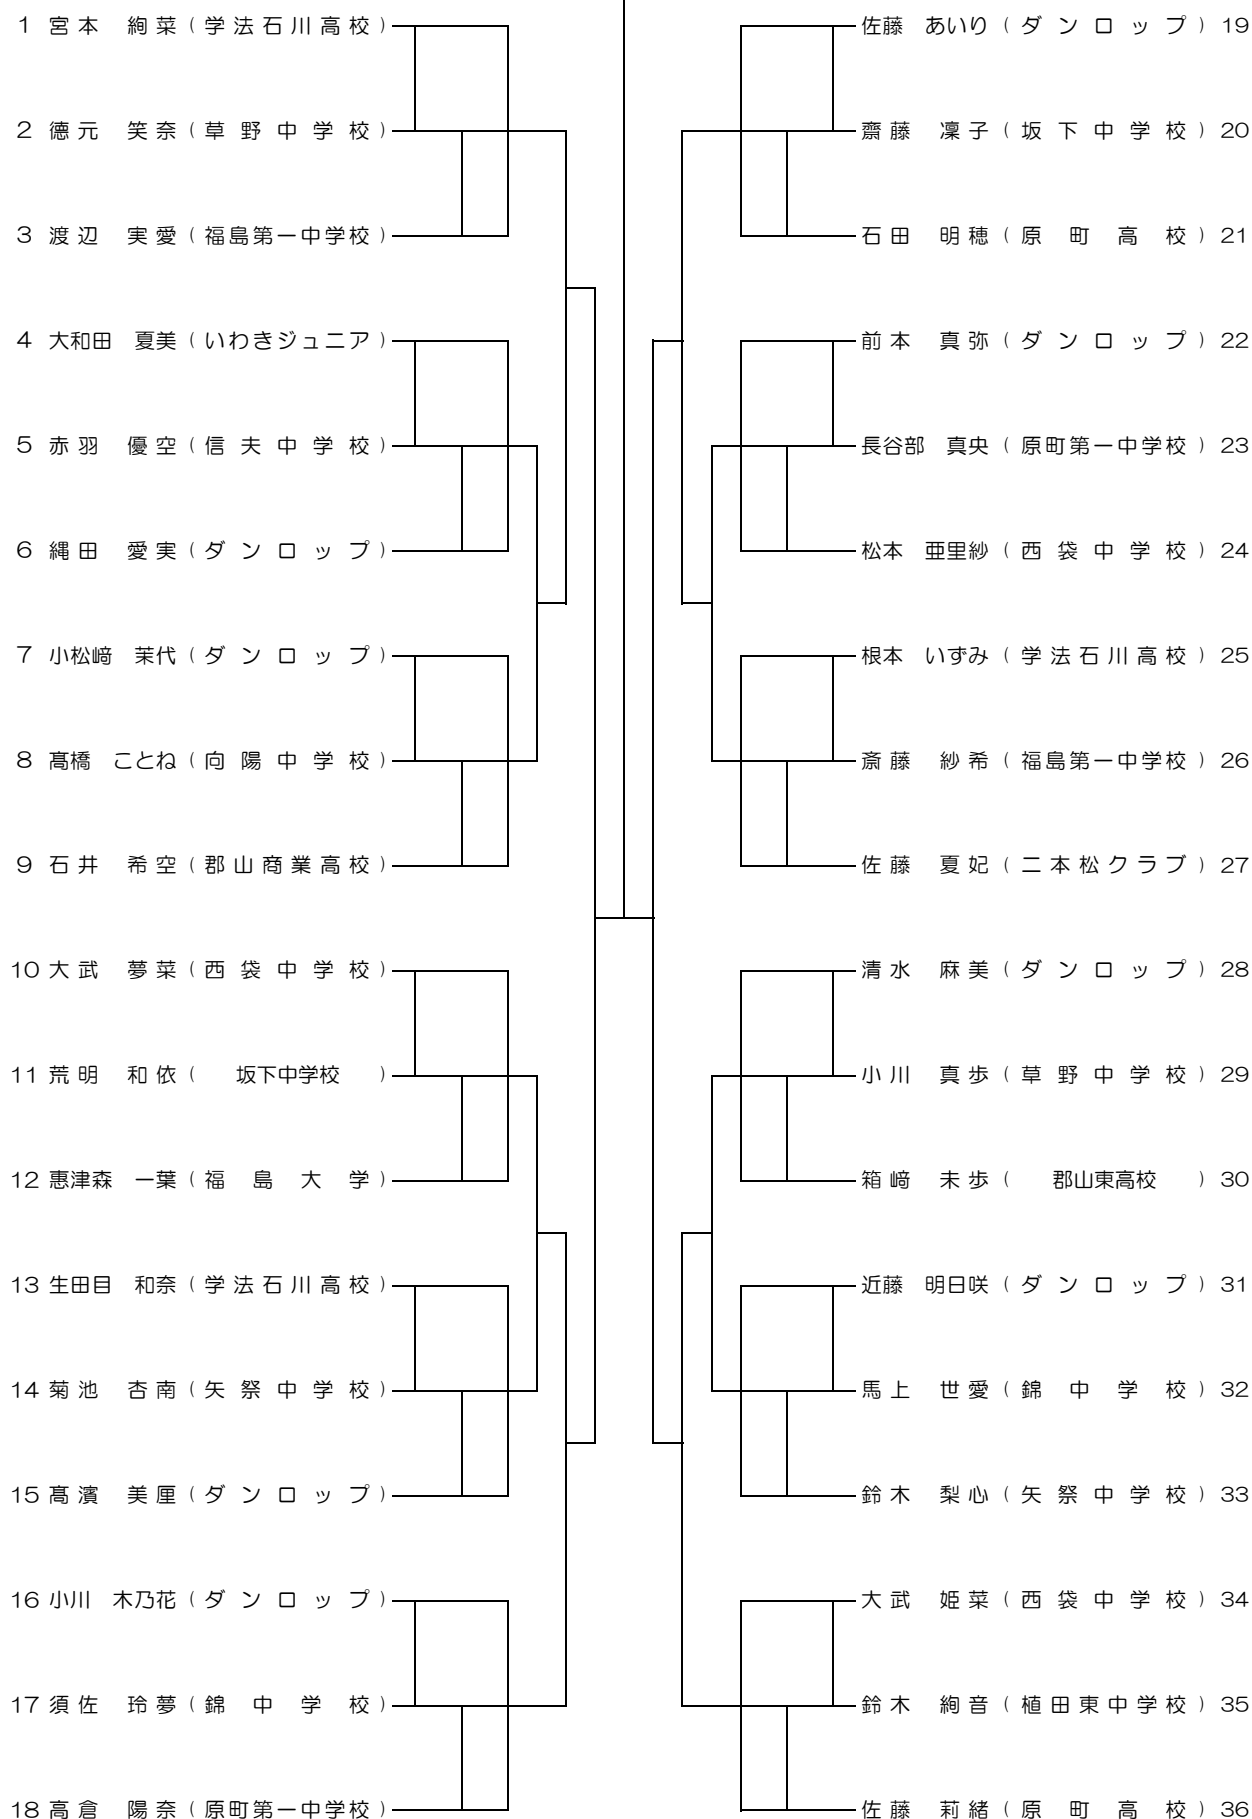 1 宮本 絢菜 (学法石川高校)
2 德元 笑奈 (草野中学校)
3 渡辺 実愛 (福島第一中学校)
4 大和田 夏美 (いわきジュニア)
5 赤羽 優空 (信夫中学校)
6 縄田 愛実 (ダンロップ)
7 小松﨑 茉代 (ダンロップ)
8 髙橋 ことね (向陽中学校)
9 石井 希空 (郡山商業高校)
10 大武 夢菜 (西袋中学校)
11 荒明 和依 (坂下中学校)
12 惠津森 一葉 (福島大学)
13 生田目 和奈 (学法石川高校)
14 菊池 杏南 (矢祭中学校)
15 髙濱 美厘 (ダンロップ)
16 小川 木乃花 (ダンロップ)
17 須佐 玲夢 (錦中学校)
18 高倉 陽奈 (原町第一中学校)
佐藤 あいり (ダンロップ) 19
齋藤 凜子 (坂下中学校) 20
石田 明穂 (原町高校) 21
前本 真弥 (ダンロップ) 22
長谷部 真央 (原町第一中学校) 23
松本 亜里紗 (西袋中学校) 24
根本 いずみ (学法石川高校) 25
斎藤 紗希 (福島第一中学校) 26
佐藤 夏妃 (二本松クラブ) 27
清水 麻美 (ダンロップ) 28
小川 真歩 (草野中学校) 29
箱﨑 未歩 (郡山東高校) 30
近藤 明日咲 (ダンロップ) 31
馬上 世愛 (錦中学校) 32
鈴木 梨心 (矢祭中学校) 33
大武 姫菜 (西袋中学校) 34
鈴木 絢音 (植田東中学校) 35
佐藤 莉緒 (原町高校) 36